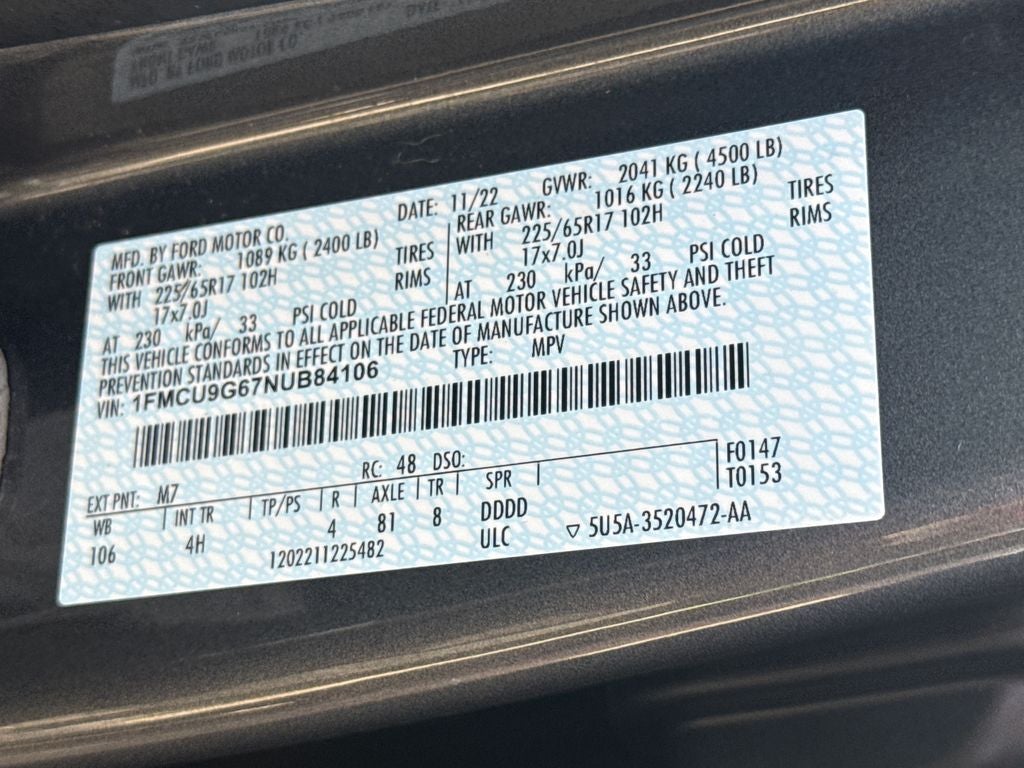 MFD. BY FORD MOTOR CO. DATE: 11/22 GVWR: 2041 KG ( 4500 LB)
FRONT GAWR: 1089 KG ( 2400 LB) REAR GAWR: 1016 KG ( 2240 LB)
WITH 225/65R17 102H TIRES WITH 225/65R17 102H TIRES
17x7.0J RIMS 17x7.0J RIMS
AT 230 kPa/ 33 PSI COLD AT 230 kPa/ 33 PSI COLD
THIS VEHICLE CONFORMS TO ALL APPLICABLE FEDERAL MOTOR VEHICLE SAFETY AND THEFT
PREVENTION STANDARDS IN EFFECT ON THE DATE OF MANUFACTURE SHOWN ABOVE.
VIN: 1FMCU9G67NUB84106 TYPE: MPV
EXT PNT: M7 RC: 48 DSO: F0147
WB INT TR TP/PS R AXLE TR SPR T0153
106 4H 4 81 8 DDDD
1202211225482 ULC ▽ 5U5A-3520472-AA